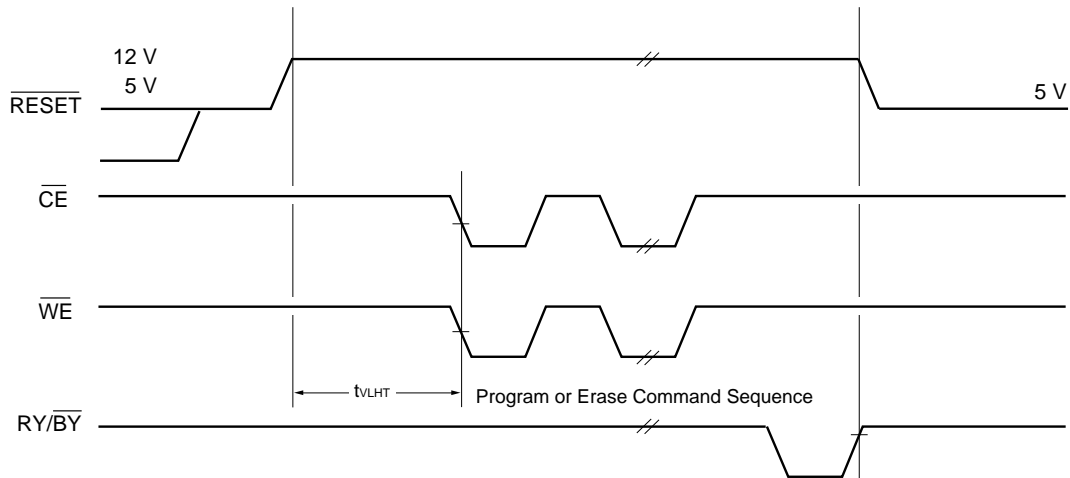 12 V
5 V
5 V
RESET
CE
WE
tVLHT
Program or Erase Command Sequence
RY/BY